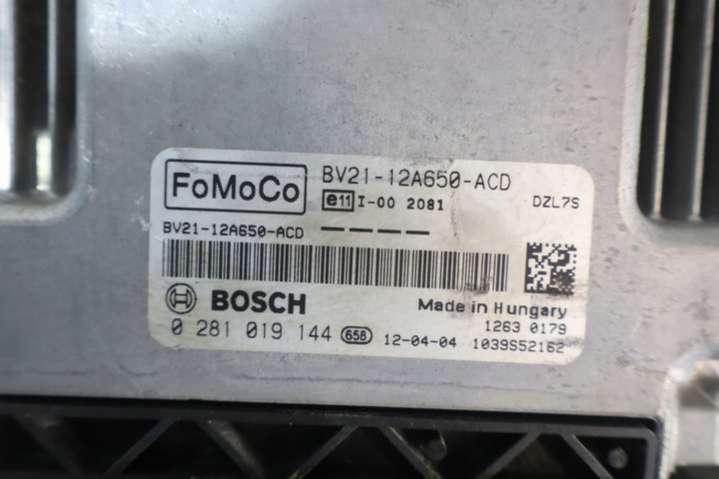 FoMoCo
BV21-12A650-ACD
e11 I-00 2081
DZL7S
BV21-12A650-ACD
BOSCH
Made in Hungary
1263 0179
0 281 019 144 658 12-04-04 1039S52162